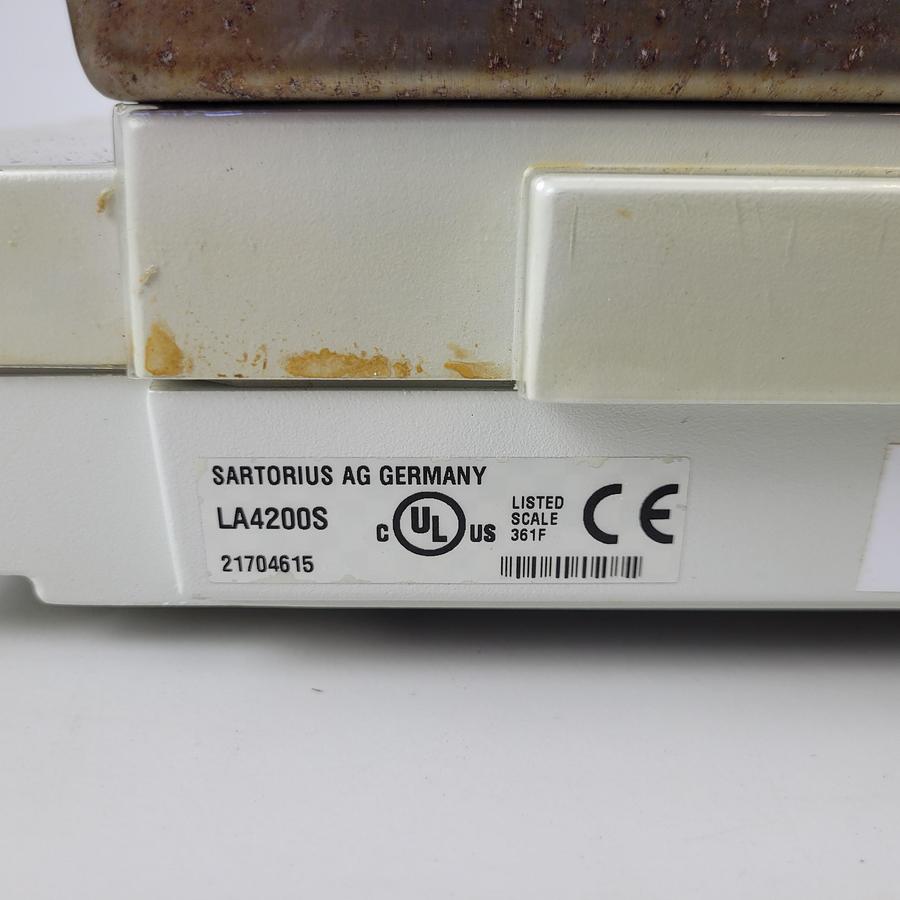 SARTORIUS AG GERMANY
LA4200S
C UL US
LISTED
SCALE
361F
CE
21704615